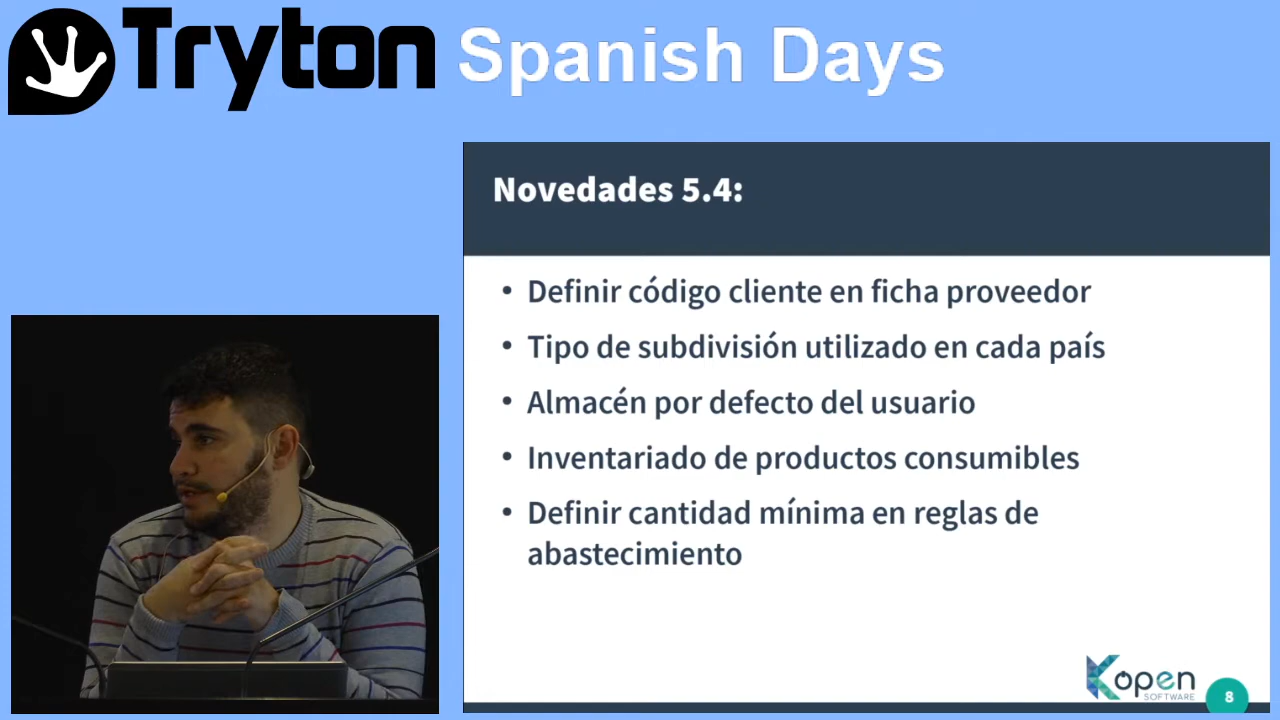 Tryton Spanish Days
Novedades 5.4:
• Definir código cliente en ficha proveedor
• Tipo de subdivisión utilizado en cada país
• Almacén por defecto del usuario
• Inventariado de productos consumibles
• Definir cantidad mínima en reglas de
abastecimiento
Kopen
SOFTWARE
8